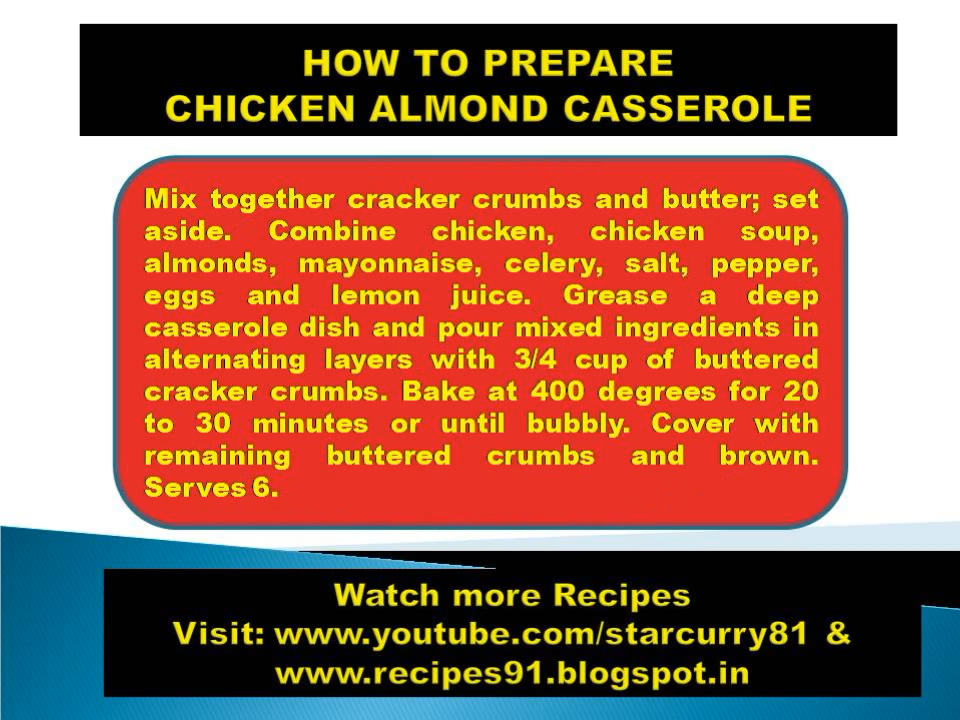 HOW TO PREPARE
CHICKEN ALMOND CASSEROLE
Mix together cracker crumbs and butter; set
aside. Combine chicken, chicken soup,
almonds, mayonnaise, celery, salt, pepper,
eggs and lemon juice. Grease a deep
casserole dish and pour mixed ingredients in
alternating layers with 3/4 cup of buttered
cracker crumbs. Bake at 400 degrees for 20
to 30 minutes or until bubbly. Cover with
remaining buttered crumbs and brown.
Serves 6.
Watch more Recipes
Visit: www.youtube.com/starcurry81 &
www.recipes91.blogspot.in